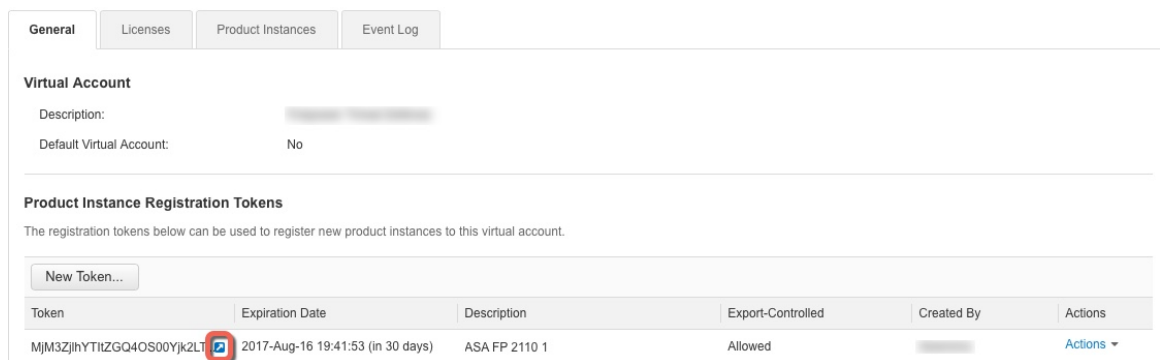 General Licenses Product Instances Event Log
Virtual Account
Description:
Default Virtual Account: No
Product Instance Registration Tokens
The registration tokens below can be used to register new product instances to this virtual account.
New Token...
Token Expiration Date Description Export-Controlled Created By Actions
MjM3ZjlhYTItZGQ4OS00Yjk2LT 2017-Aug-16 19:41:53 (in 30 days) ASA FP 2110 1 Allowed Actions